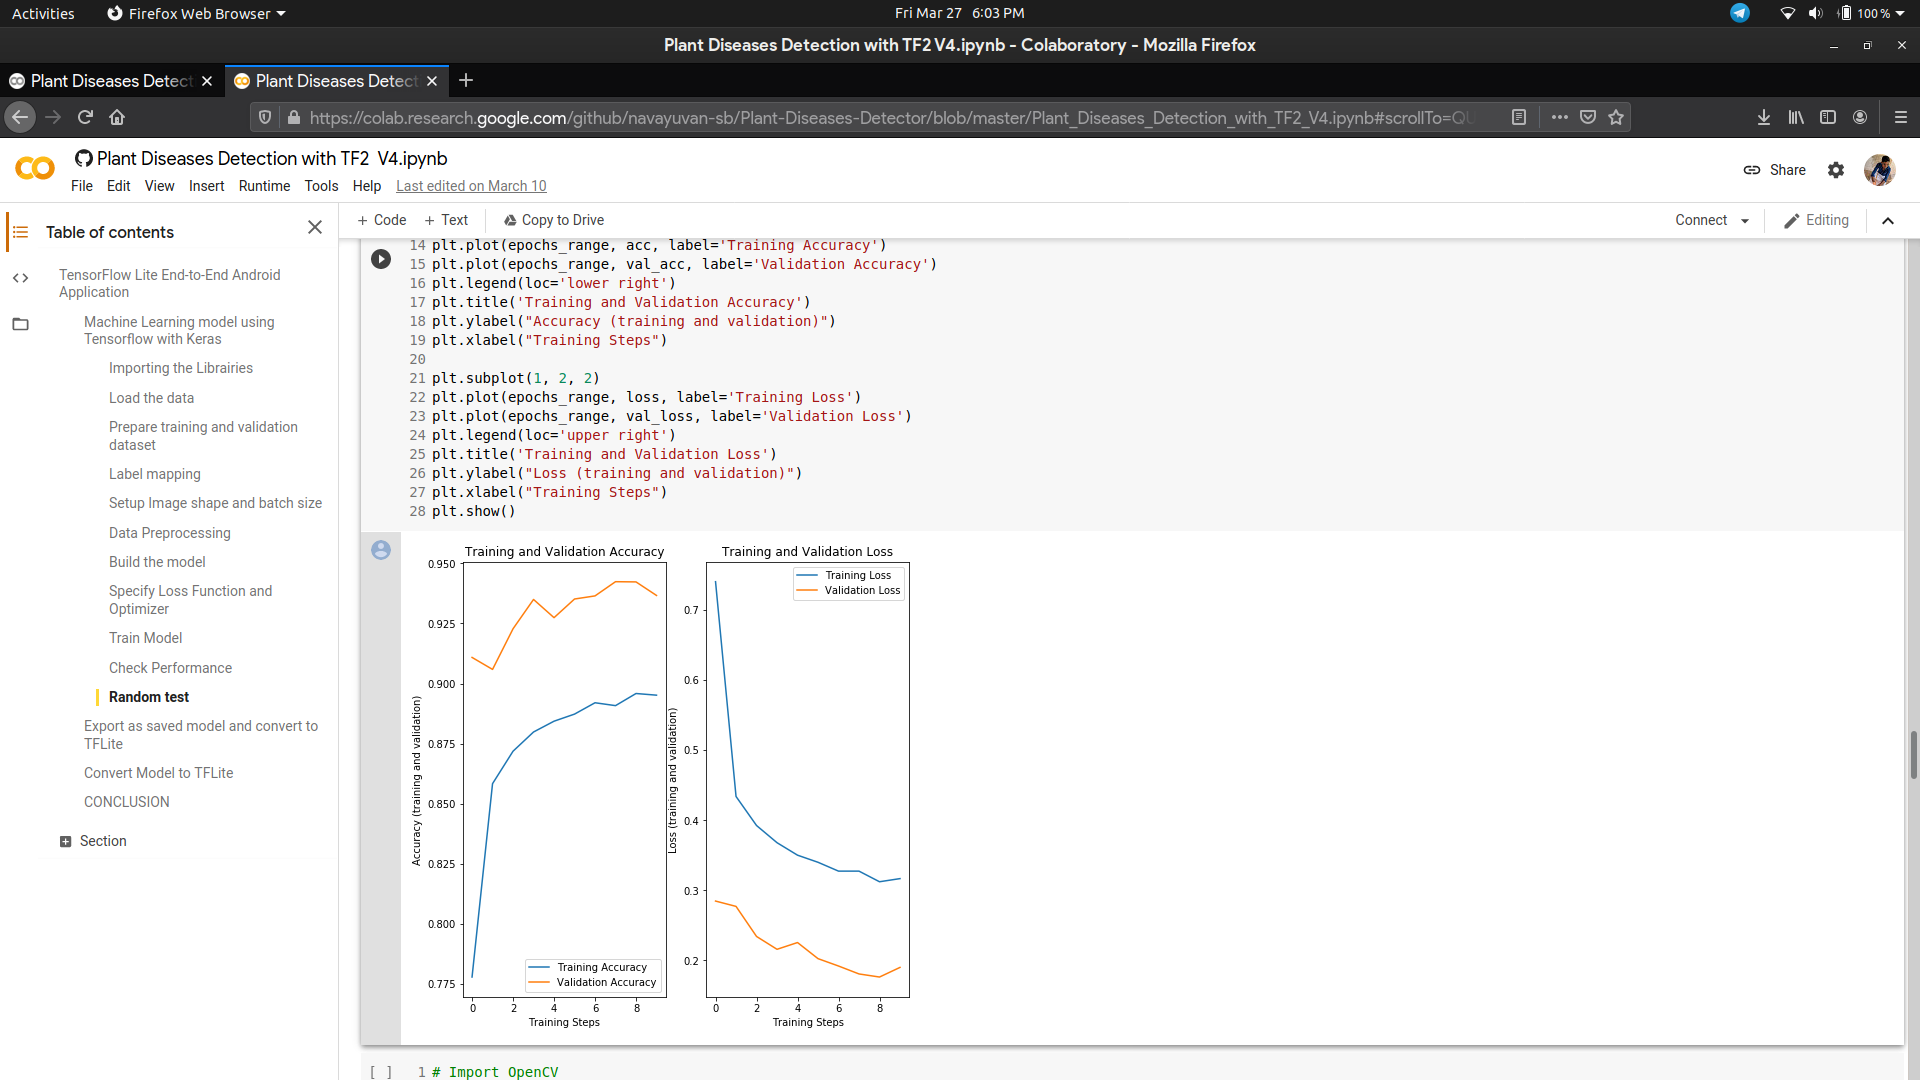 Activities
Firefox Web Browser
Fri Mar 27 6:03 PM
100 %
Plant Diseases Detection with TF2 V4.ipynb - Colaboratory - Mozilla Firefox
Plant Diseases Detect
Plant Diseases Detect
https://colab.research.google.com/github/navayuvan-sb/Plant-Diseases-Detector/blob/master/Plant_Diseases_Detection_with_TF2_V4.ipynb#scrollTo=QU
Plant Diseases Detection with TF2 V4.ipynb
File Edit View Insert Runtime Tools Help Last edited on March 10
Share
Table of contents
TensorFlow Lite End-to-End Android
Application
Machine Learning model using
Tensorflow with Keras
Importing the Librairies
Load the data
Prepare training and validation
dataset
Label mapping
Setup Image shape and batch size
Data Preprocessing
Build the model
Specify Loss Function and
Optimizer
Train Model
Check Performance
Random test
Export as saved model and convert to
TFLite
Convert Model to TFLite
CONCLUSION
Section
+ Code + Text Copy to Drive
Connect Editing
14 plt.plot(epochs_range, acc, label='Training Accuracy')
15 plt.plot(epochs_range, val_acc, label='Validation Accuracy')
16 plt.legend(loc='lower right')
17 plt.title('Training and Validation Accuracy')
18 plt.ylabel("Accuracy (training and validation)")
19 plt.xlabel("Training Steps")
20
21 plt.subplot(1, 2, 2)
22 plt.plot(epochs_range, loss, label='Training Loss')
23 plt.plot(epochs_range, val_loss, label='Validation Loss')
24 plt.legend(loc='upper right')
25 plt.title('Training and Validation Loss')
26 plt.ylabel("Loss (training and validation)")
27 plt.xlabel("Training Steps")
28 plt.show()
Training and Validation Accuracy
0.950
0.925
0.900
0.875
0.850
0.825
0.800
0.775
Accuracy (training and validation)
Training Accuracy
Validation Accuracy
0 2 4 6 8
Training Steps
Training and Validation Loss
Training Loss
Validation Loss
0.7
0.6
0.5
0.4
0.3
0.2
Loss (training and validation)
0 2 4 6 8
Training Steps
[ ] 1 # Import OpenCV